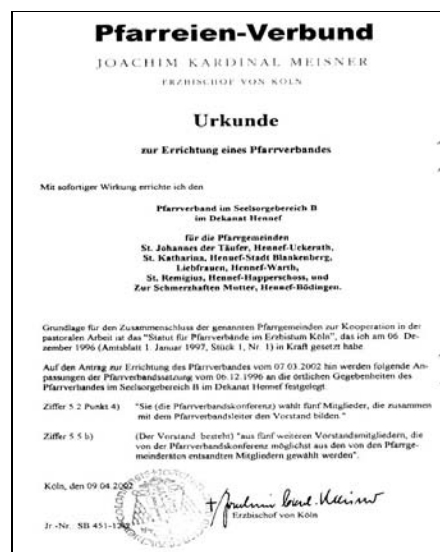 Pfarreien-Verbund
JOACHIM KARDINAL MEISNER
ERZBISCHOF VON KÖLN
Urkunde
zur Errichtung eines Pfarrverbandes
Mit sofortiger Wirkung errichte ich den
Pfarrverband im Seelsorgebereich B
im Dekanat Hennef
für die Pfarrgemeinden
St. Johannes der Täufer, Hennef-Uckerath,
St. Katharina, Hennef-Stadt Blankenberg,
Liebfrauen, Hennef-Warth,
St. Remigius, Hennef-Happerschoss, und
Zur Schmerzhaften Mutter, Hennef-Bödingen.
Grundlage für den Zusammenschluss der genannten Pfarrgemeinden zur Kooperation in der
pastoralen Arbeit ist das "Statut für Pfarrverbände im Erzbistum Köln", das ich am 06. De-
zember 1996 (Amtsblatt 1. Januar 1997, Stück 1, Nr. 1) in Kraft gesetzt habe
Auf den Antrag zur Errichtung des Pfarrverbandes vom 07.03.2002 hin werden folgende An-
passungen der Pfarrverbandssatzung vom 06.12.1996 an die örtlichen Gegebenheiten des
Pfarrverbandes im Seelsorgebereich B im Dekanat Hennef festgelegt
Ziffer 5.2 Punkt 4) "Sie (die Pfarrverbandskonferenz) wählt fünf Mitglieder, die zusammen
mit dem Pfarrverbandsleiter den Vorstand bilden."
Ziffer 5.5 b) (Der Vorstand besteht) "aus fünf weiteren Vorstandsmitgliedern, die
von der Pfarrverbandskonferenz möglichst aus den von den Pfarrge-
meinderäten entsandten Mitgliedern gewählt werden".
Köln, den 09.04.2002
+ Joachim Card. Meisner
Erzbischof von Köln
Jr.-Nr. SB 451-1